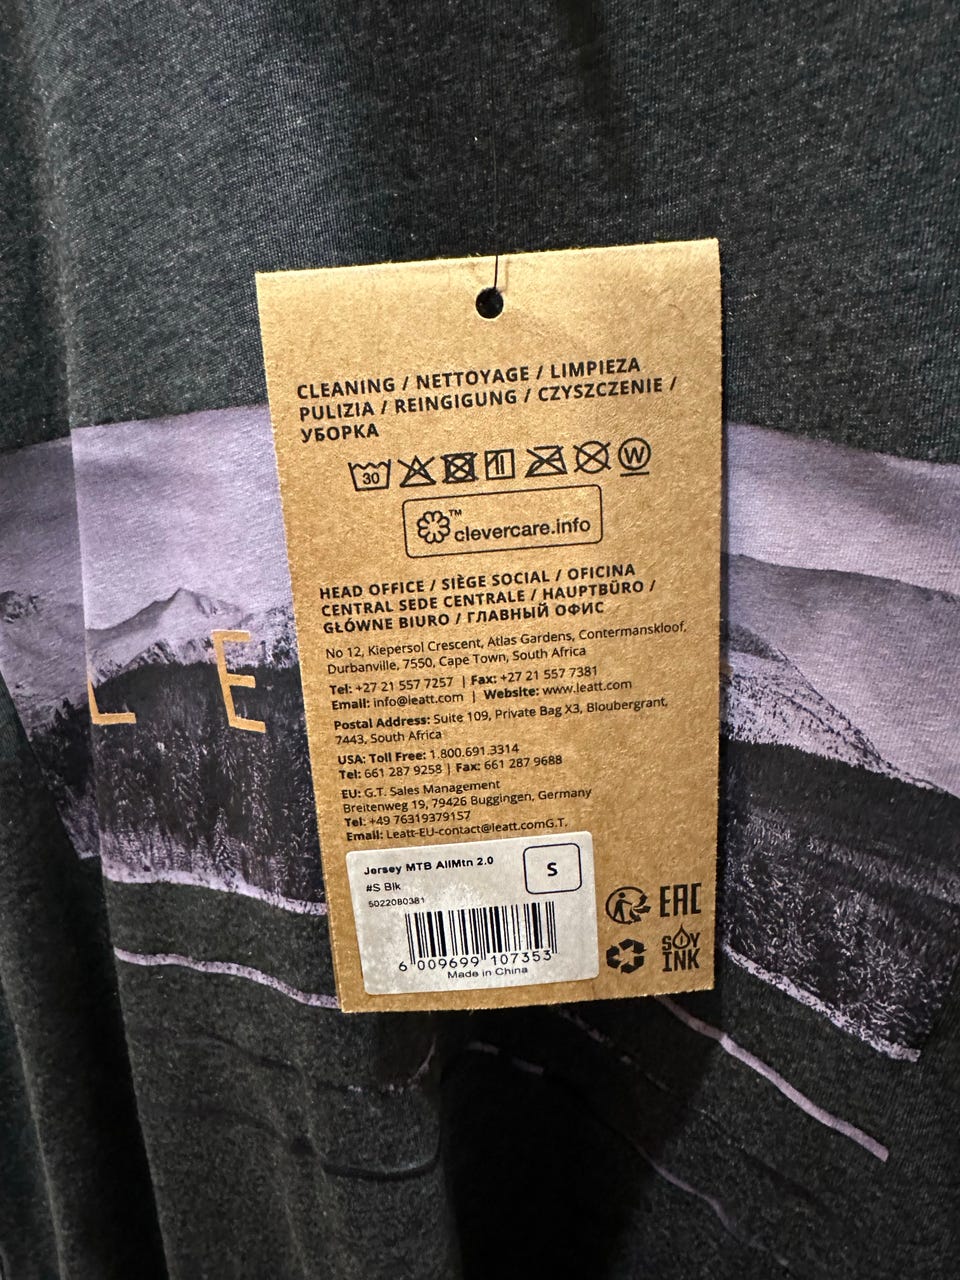 CLEANING / NETTOYAGE / LIMPIEZA
PULIZIA / REINGIGUNG / CZYSZCZENIE /
УБОРКА
30
W
™
clevercare.info
HEAD OFFICE / SIÈGE SOCIAL / OFICINA
CENTRAL SEDE CENTRALE / HAUPTBÜRO /
GŁÓWNE BIURO / ГЛАВНЫЙ ОФИС
No 12, Kiepersol Crescent, Atlas Gardens, Contermanskloof,
Durbanville, 7550, Cape Town, South Africa
Tel: +27 21 557 7257 | Fax: +27 21 557 7381
Email: info@leatt.com | Website: www.leatt.com
Postal Address: Suite 109, Private Bag X3, Bloubergrant,
7443, South Africa
USA: Toll Free: 1.800.691.3314
Tel: 661 287 9258 | Fax: 661 287 9688
EU: G.T. Sales Management
Breitenweg 19, 79426 Buggingen, Germany
Tel: +49 76319379157
Email: Leatt-EU-contact@leatt.comG.T.
Jersey MTB AllMtn 2.0
S
#S Blk
5022080381
6 009699 107353
Made in China
EAC
SOY
INK
L E